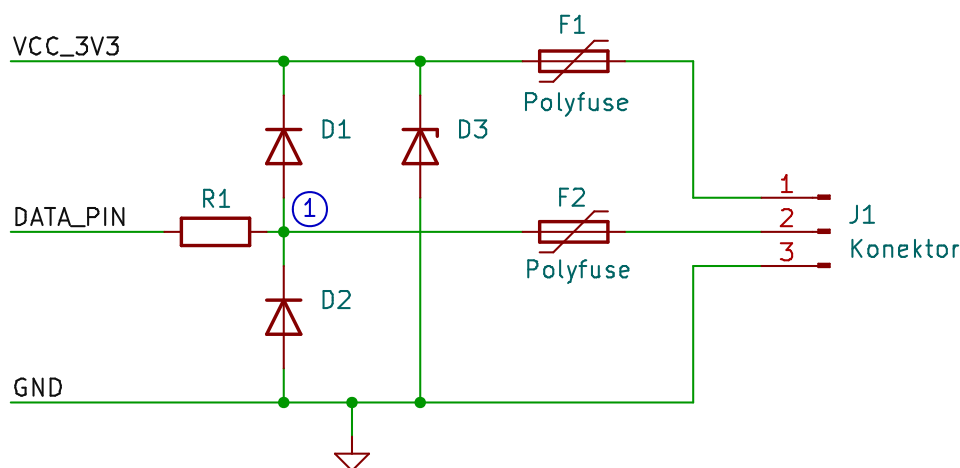 F1
VCC_3V3
Polyfuse
D1
D3
1
R1
1
F2
2
J1
DATA_PIN
3
Konektor
Polyfuse
D2
GND